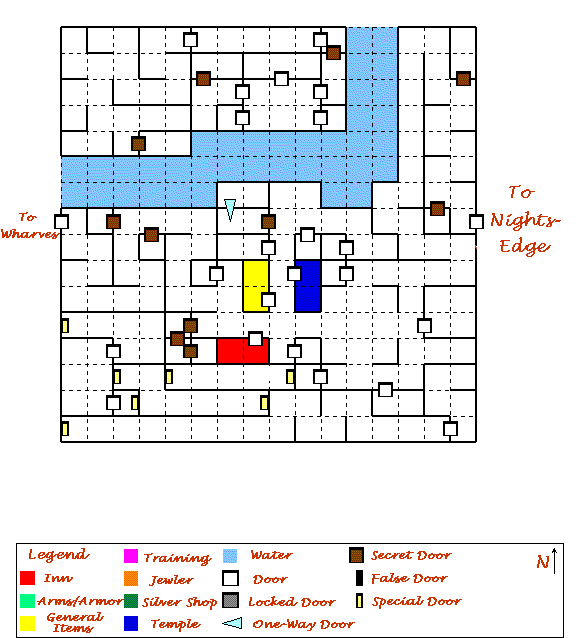 To
Wharves
To
Nights-
Edge
Legend
Inn
Arms/Armor
General
Items
Training
Jewler
Silver Shop
Temple
Water
Door
Locked Door
One-Way Door
Secret Door
False Door
Special Door
N